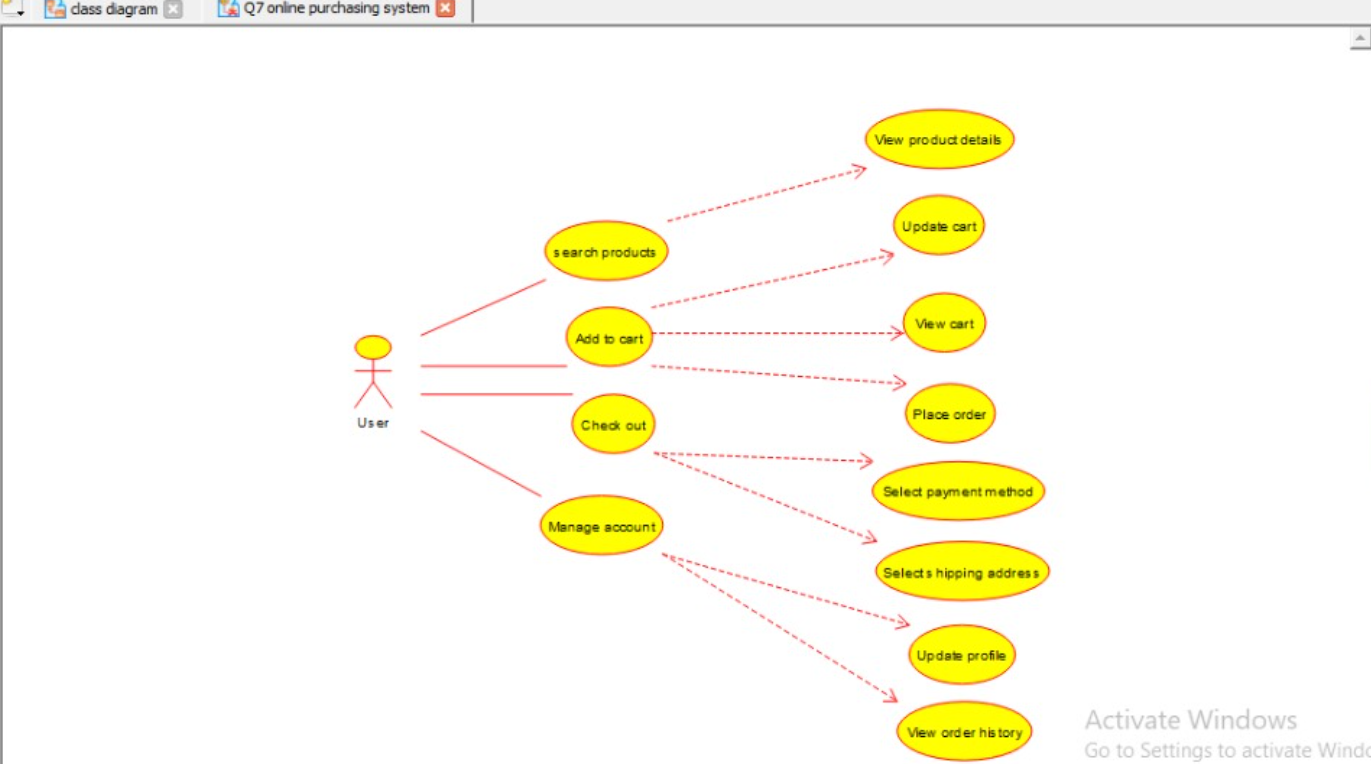 class diagram
Q7 online purchasing system
View product details
Update cart
search products
View cart
Add to cart
Place order
User
Check out
Select payment method
Manage account
Selects hipping address
Update profile
View order history
Activate Windows
Go to Settings to activate Windo